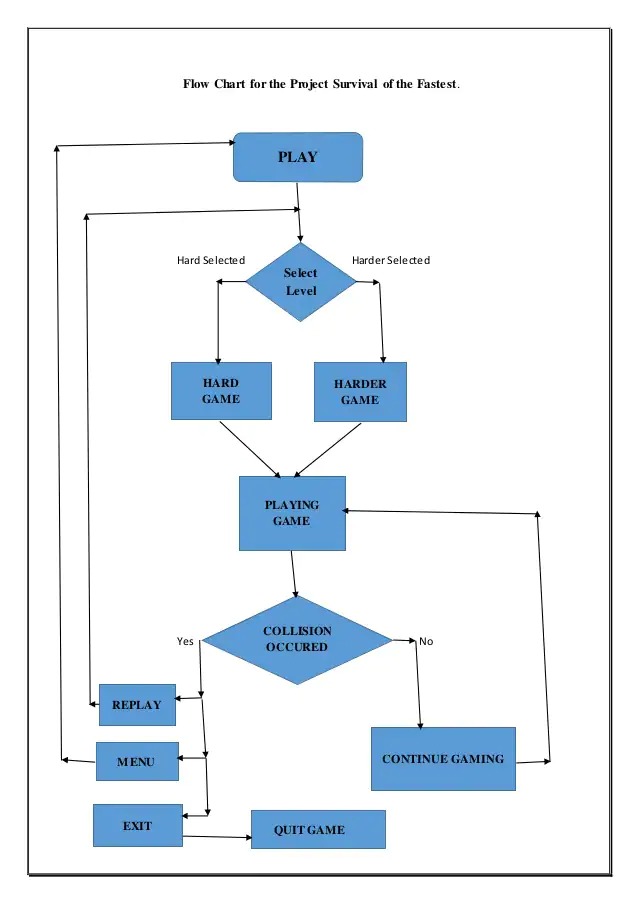 Flow Chart for the Project Survival of the Fastest.
PLAY
Hard Selected
Harder Selected
Select
Level
HARD
GAME
HARDER
GAME
PLAYING
GAME
COLLISION
OCCURED
Yes
No
REPLAY
MENU
CONTINUE GAMING
EXIT
QUIT GAME